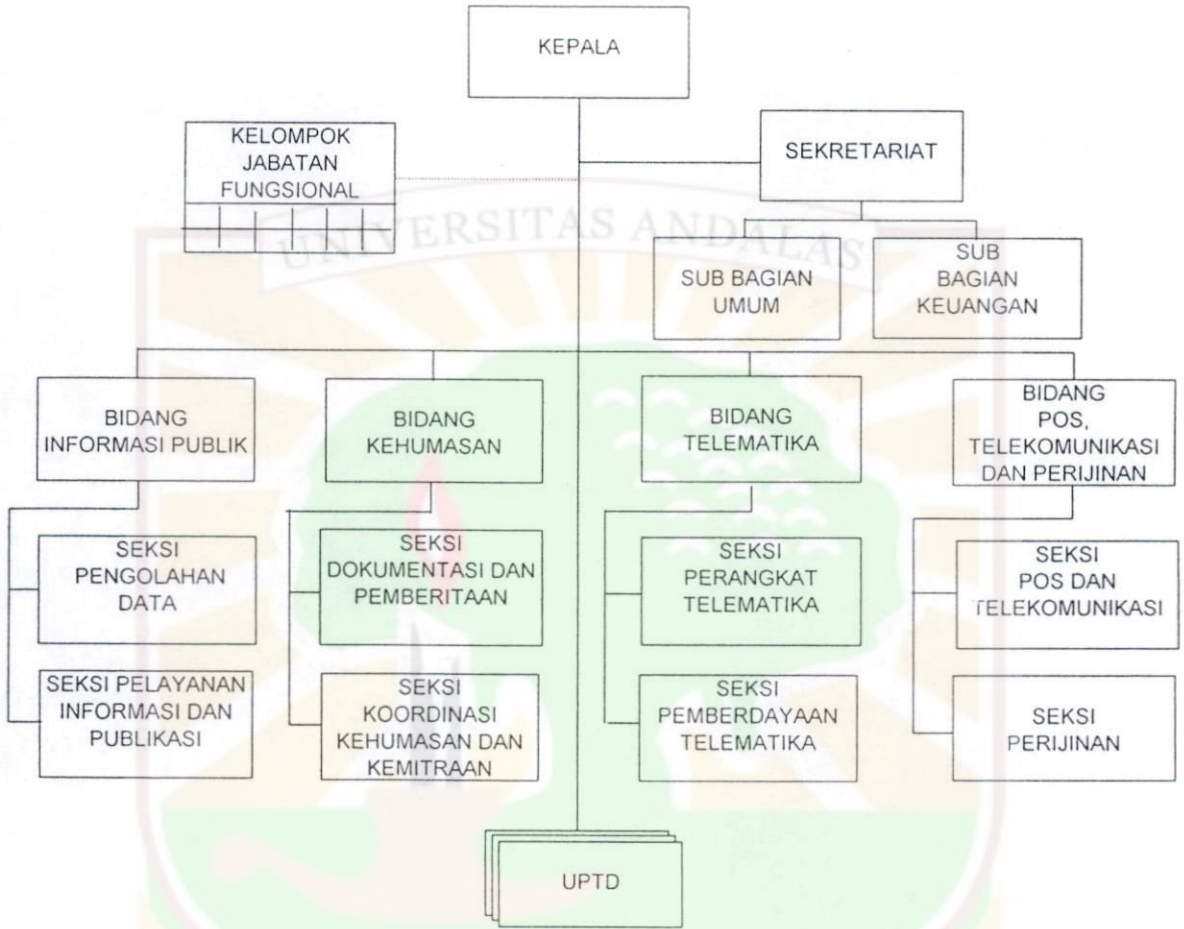 KEPALA
KELOMPOK
JABATAN
FUNGSIONAL
SEKRETARIAT
UNIVERSITAS ANDALAS
SUB BAGIAN
UMUM
SUB
BAGIAN
KEUANGAN
BIDANG
INFORMASI PUBLIK
BIDANG
KEHUMASAN
BIDANG
TELEMATIKA
BIDANG
POS,
TELEKOMUNIKASI
DAN PERIJINAN
SEKSI
PENGOLAHAN
DATA
SEKSI
DOKUMENTASI DAN
PEMBERITAAN
SEKSI
PERANGKAT
TELEMATIKA
SEKSI
POS DAN
TELEKOMUNIKASI
SEKSI PELAYANAN
INFORMASI DAN
PUBLIKASI
SEKSI
KOORDINASI
KEHUMASAN DAN
KEMITRAAN
SEKSI
PEMBERDAYAAN
TELEMATIKA
SEKSI
PERIJINAN
UPTD